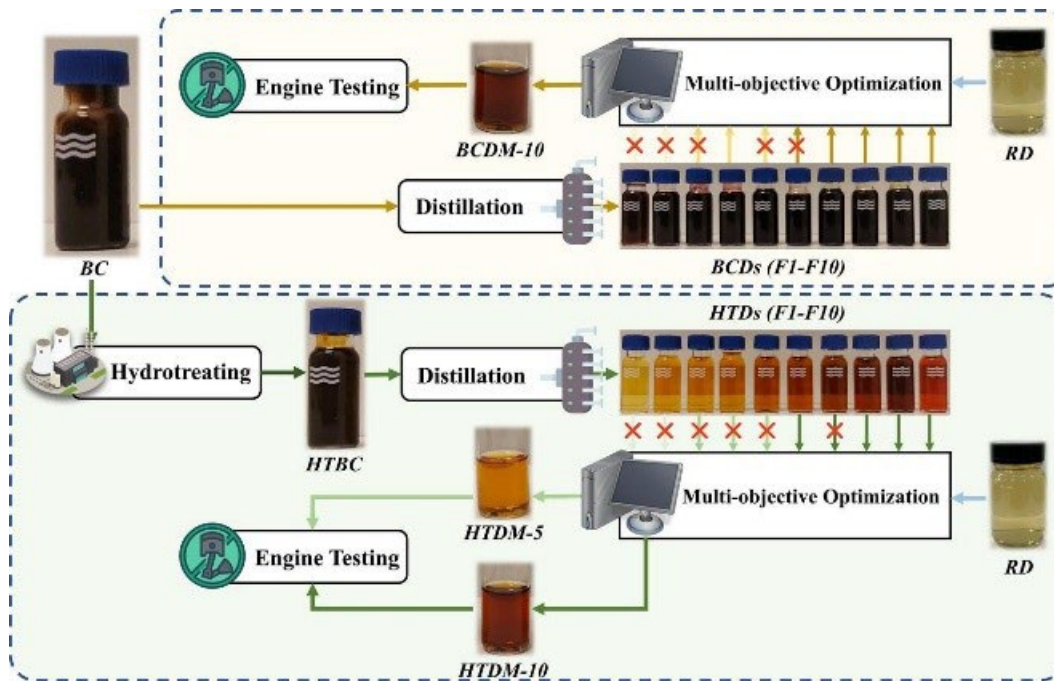 Engine Testing
BCDM-10
Multi-objective Optimization
RD
BC
Distillation
BCDs (F1-F10)
HTDs (F1-F10)
Hydrotreating
HTBC
Distillation
HTDM-5
Multi-objective Optimization
RD
Engine Testing
HTDM-10